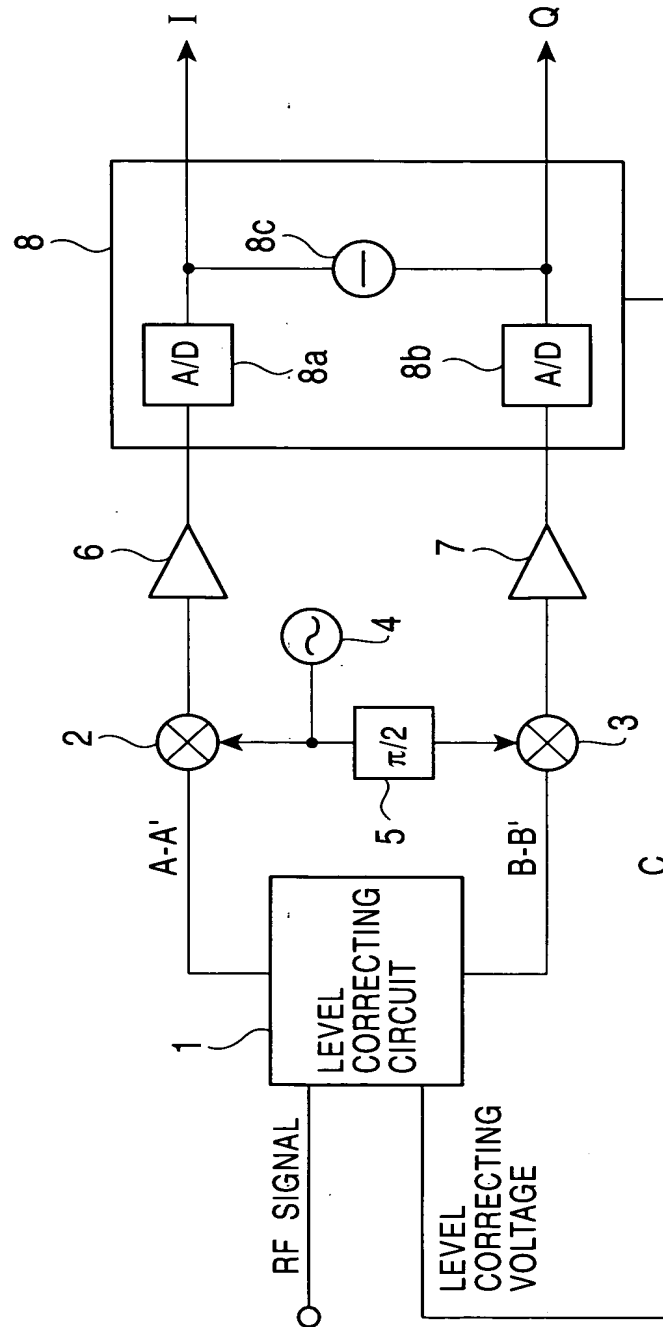 I
Q
8
8c
A/D
8a
8b
A/D
6
7
4
2
π/2
5
3
A-A'
B-B'
C
1
LEVEL
CORRECTING
CIRCUIT
RF SIGNAL
LEVEL
CORRECTING
VOLTAGE